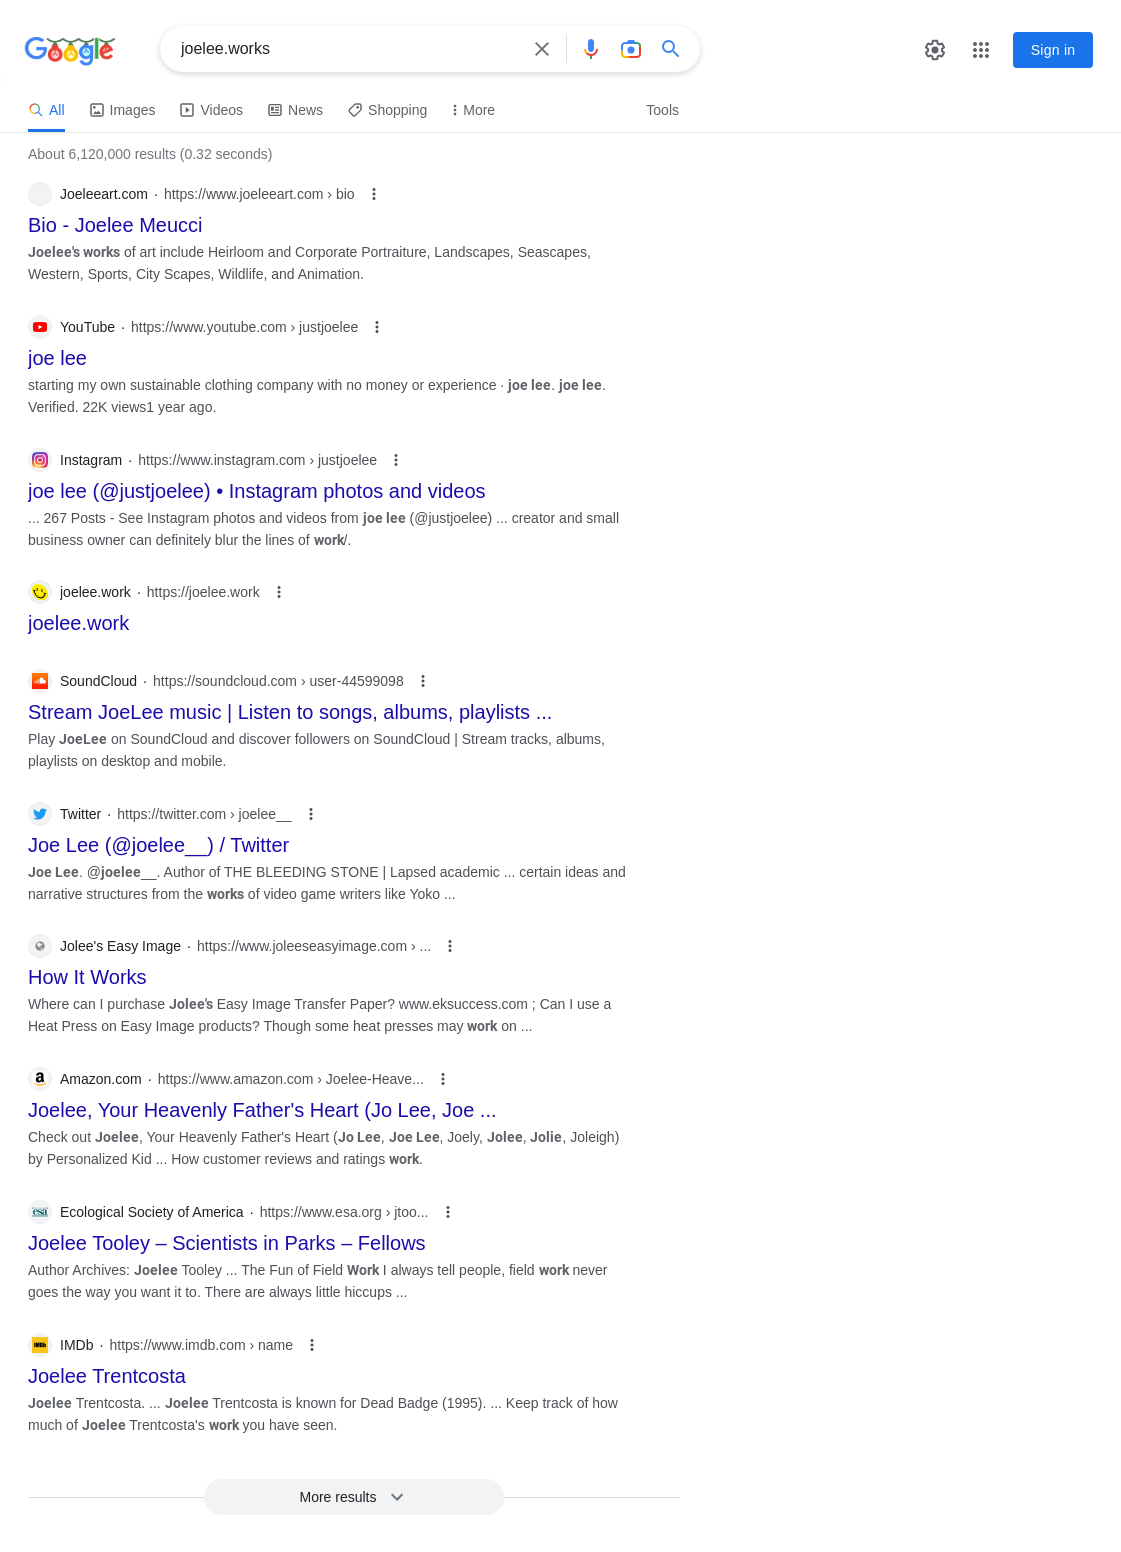 Google
joelee.works
Sign in
All Images Videos News Shopping More Tools
About 6,120,000 results (0.32 seconds)
Joeleeart.com · https://www.joeleeart.com › bio
Bio - Joelee Meucci
Joelee's works of art include Heirloom and Corporate Portraiture, Landscapes, Seascapes,
Western, Sports, City Scapes, Wildlife, and Animation.
YouTube · https://www.youtube.com › justjoelee
joe lee
starting my own sustainable clothing company with no money or experience · joe lee. joe lee.
Verified. 22K views1 year ago.
Instagram · https://www.instagram.com › justjoelee
joe lee (@justjoelee) • Instagram photos and videos
... 267 Posts - See Instagram photos and videos from joe lee (@justjoelee) ... creator and small
business owner can definitely blur the lines of work/.
joelee.work · https://joelee.work
joelee.work
SoundCloud · https://soundcloud.com › user-44599098
Stream JoeLee music | Listen to songs, albums, playlists ...
Play JoeLee on SoundCloud and discover followers on SoundCloud | Stream tracks, albums,
playlists on desktop and mobile.
Twitter · https://twitter.com › joelee__
Joe Lee (@joelee__) / Twitter
Joe Lee. @joelee__. Author of THE BLEEDING STONE | Lapsed academic ... certain ideas and
narrative structures from the works of video game writers like Yoko ...
Jolee's Easy Image · https://www.joleeseasyimage.com › ...
How It Works
Where can I purchase Jolee's Easy Image Transfer Paper? www.eksuccess.com ; Can I use a
Heat Press on Easy Image products? Though some heat presses may work on ...
a Amazon.com · https://www.amazon.com › Joelee-Heave...
Joelee, Your Heavenly Father's Heart (Jo Lee, Joe ...
Check out Joelee, Your Heavenly Father's Heart (Jo Lee, Joe Lee, Joely, Jolee, Jolie, Joleigh)
by Personalized Kid ... How customer reviews and ratings work.
esa Ecological Society of America · https://www.esa.org › jtoo...
Joelee Tooley – Scientists in Parks – Fellows
Author Archives: Joelee Tooley ... The Fun of Field Work I always tell people, field work never
goes the way you want it to. There are always little hiccups ...
IMDb IMDb · https://www.imdb.com › name
Joelee Trentcosta
Joelee Trentcosta. ... Joelee Trentcosta is known for Dead Badge (1995). ... Keep track of how
much of Joelee Trentcosta's work you have seen.
More results